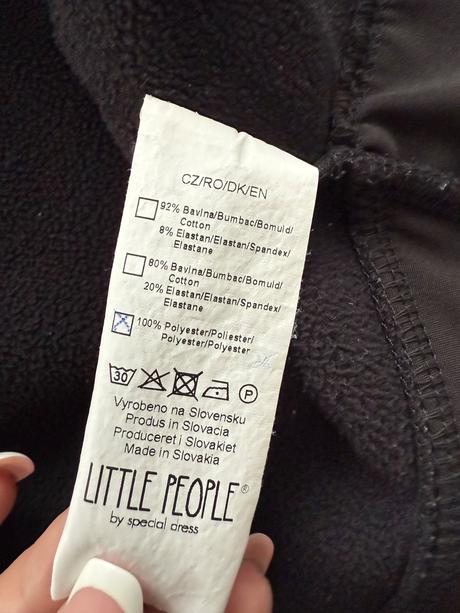 CZ/RO/DK/EN
92% Bavlna/Bumbac/Bomuld/
Cotton
8% Elastan/Elastan/Spandex/
Elastane
80% Bavlna/Bumbac/Bomuld/
Cotton
20% Elastan/Elastan/Spandex/
Elastane
100% Polyester/Poliester/
Polyester/Polyester
30 P
Vyrobeno na Slovensku
Produs in Slovacia
Produceret i Slovakiet
Made in Slovakia
LITTLE PEOPLE®
by special dress